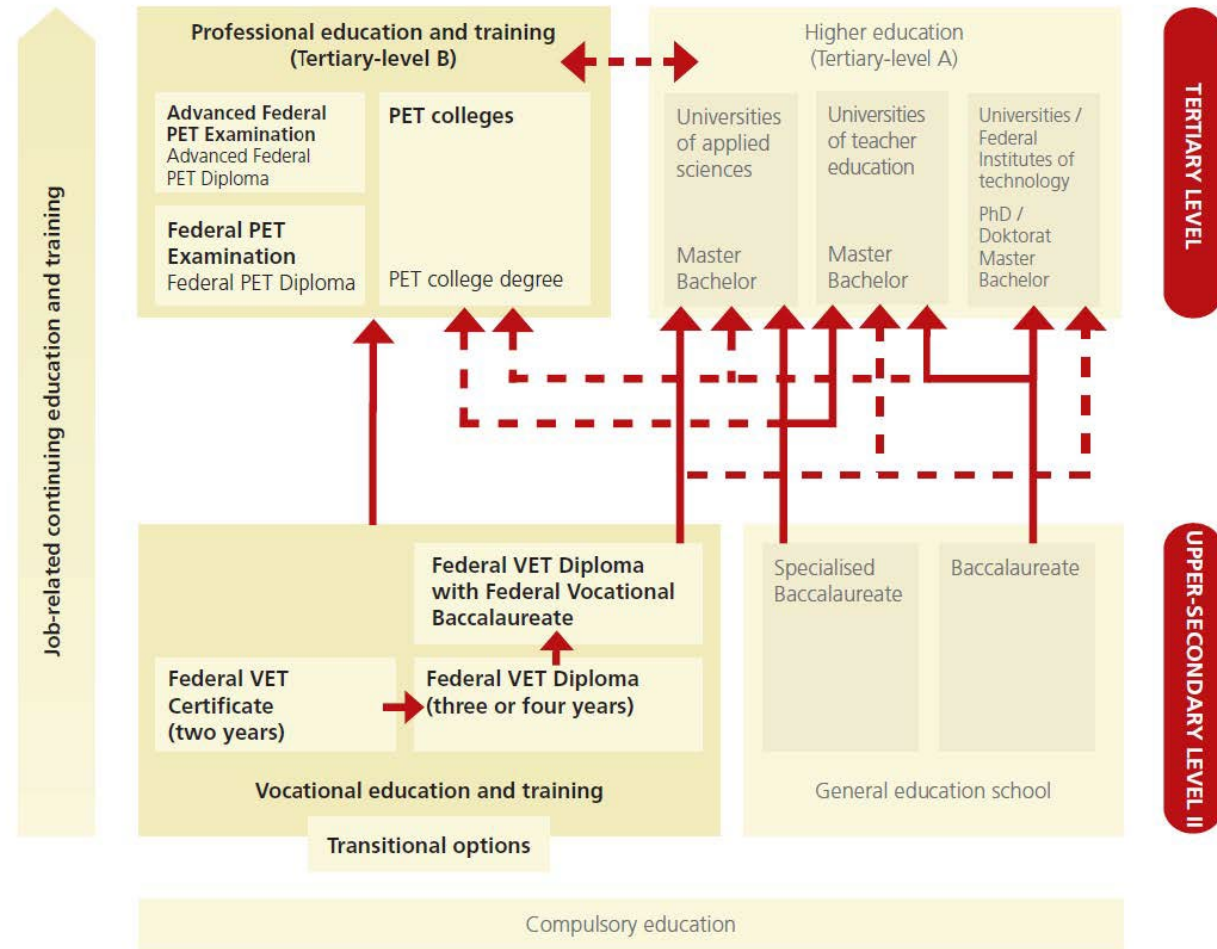 Job-related continuing education and training
Professional education and training
(Tertiary-level B)
Advanced Federal
PET Examination
Advanced Federal
PET Diploma
Federal PET
Examination
Federal PET Diploma
PET colleges
PET college degree
Higher education
(Tertiary-level A)
Universities
of applied
sciences
Master
Bachelor
Universities
of teacher
education
Master
Bachelor
Universities /
Federal
Institutes of
technology
PhD /
Doktorat
Master
Bachelor
TERTIARY LEVEL
Federal VET Diploma
with Federal Vocational
Baccalaureate
Federal VET
Certificate
(two years)
Federal VET Diploma
(three or four years)
Vocational education and training
Transitional options
Specialised
Baccalaureate
Baccalaureate
General education school
UPPER-SECONDARY LEVEL II
Compulsory education